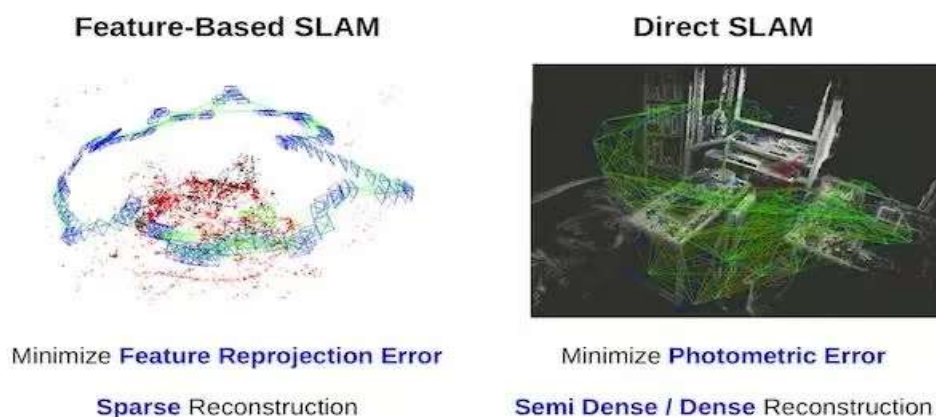 Feature-Based SLAM
Direct SLAM
Minimize Feature Reprojection Error
Minimize Photometric Error
Sparse Reconstruction
Semi Dense / Dense Reconstruction